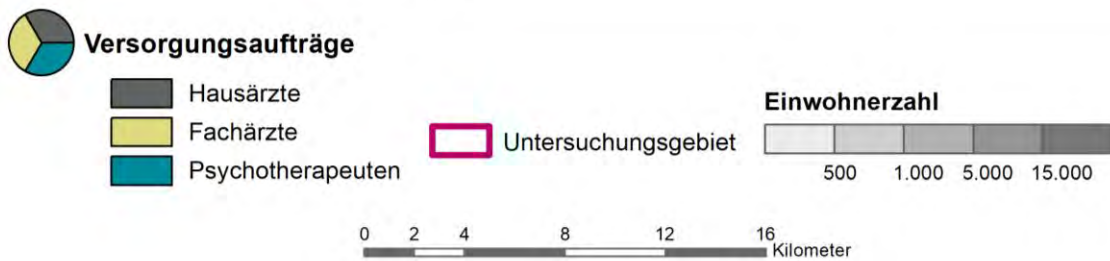 Versorgungsaufträge
Hausärzte
Fachärzte
Psychotherapeuten
Untersuchungsgebiet
Einwohnerzahl
500 1.000 5.000 15.000
0 2 4 8 12 16
Kilometer